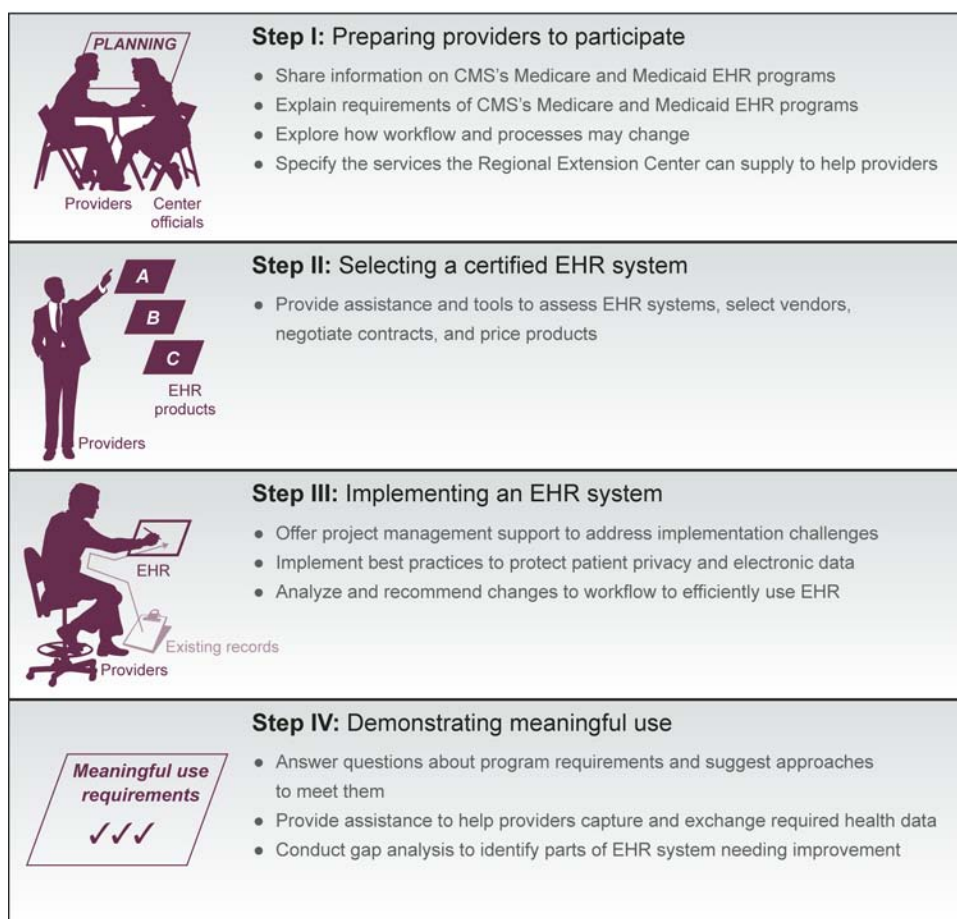 PLANNING
Providers
Center
officials
Step I: Preparing providers to participate
● Share information on CMS's Medicare and Medicaid EHR programs
● Explain requirements of CMS's Medicare and Medicaid EHR programs
● Explore how workflow and processes may change
● Specify the services the Regional Extension Center can supply to help providers
A
B
C
EHR
products
Providers
Step II: Selecting a certified EHR system
● Provide assistance and tools to assess EHR systems, select vendors,
negotiate contracts, and price products
EHR
Existing records
Providers
Step III: Implementing an EHR system
● Offer project management support to address implementation challenges
● Implement best practices to protect patient privacy and electronic data
● Analyze and recommend changes to workflow to efficiently use EHR
Meaningful use
requirements
✓✓✓
Step IV: Demonstrating meaningful use
● Answer questions about program requirements and suggest approaches
to meet them
● Provide assistance to help providers capture and exchange required health data
● Conduct gap analysis to identify parts of EHR system needing improvement